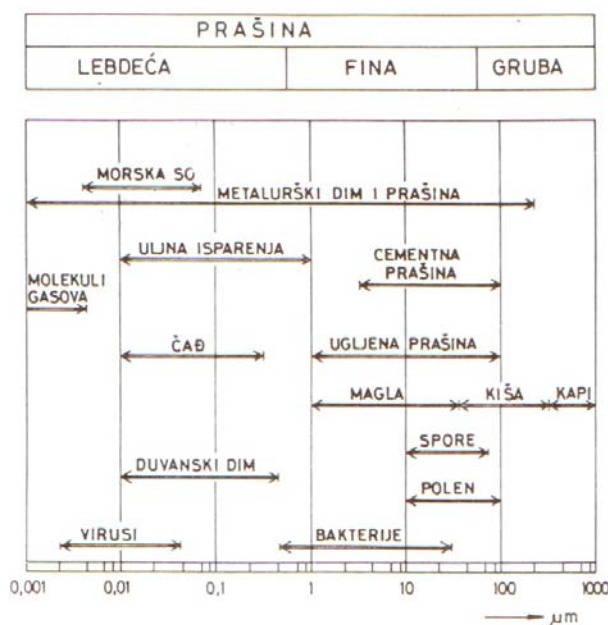 PRAŠINA
LEBDEĆA FINA GRUBA
MORSKA SO
METALURŠKI DIM I PRAŠINA
ULJNA ISPARENJA
CEMENTNA
PRAŠINA
MOLEKULI
GASOVA
ČAĐ
UGLJENA PRAŠINA
MAGLA KIŠA KAPI
SPORE
DUVANSKI DIM
POLEN
VIRUSI
BAKTERIJE
0,001 0,01 0,1 1 10 100 1000
µm